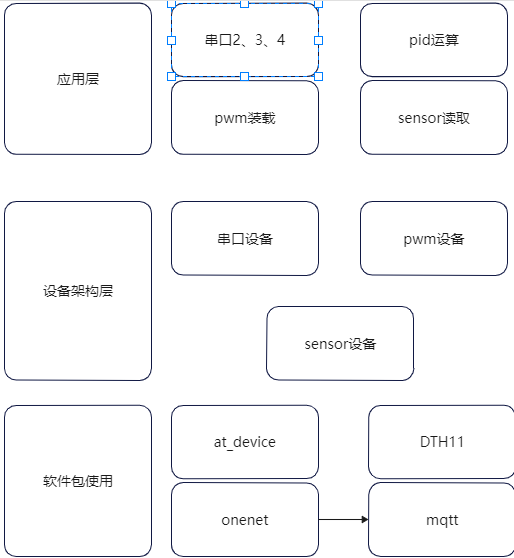 应用层
串口2、3、4
pid运算
pwm装载
sensor读取
设备架构层
串口设备
pwm设备
sensor设备
软件包使用
at_device
DTH11
onenet
mqtt